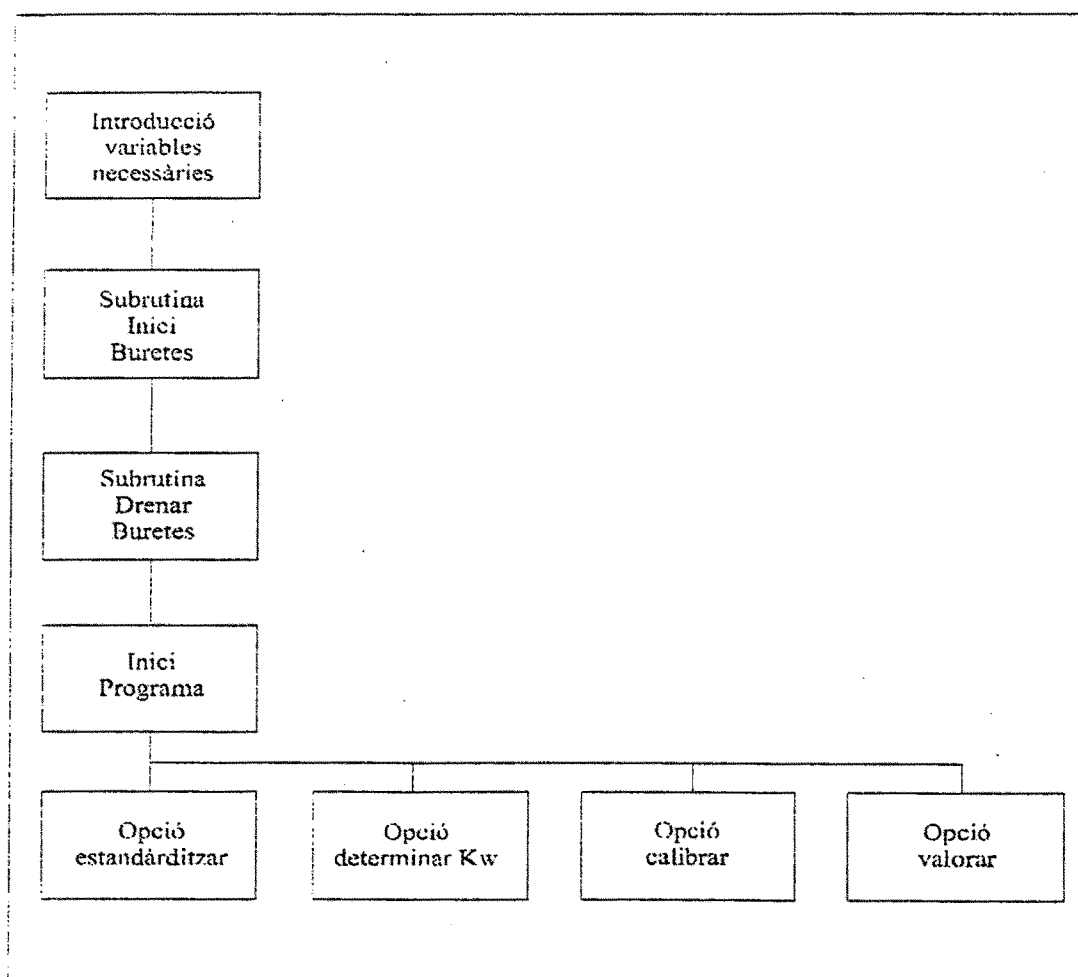 Introducció
variables
necessàries
Subrutina
Inici
Buretes
Subrutina
Drenar
Buretes
Inici
Programa
Opció
estandárditzar
Opció
determinar Kw
Opció
calibrar
Opció
valorar